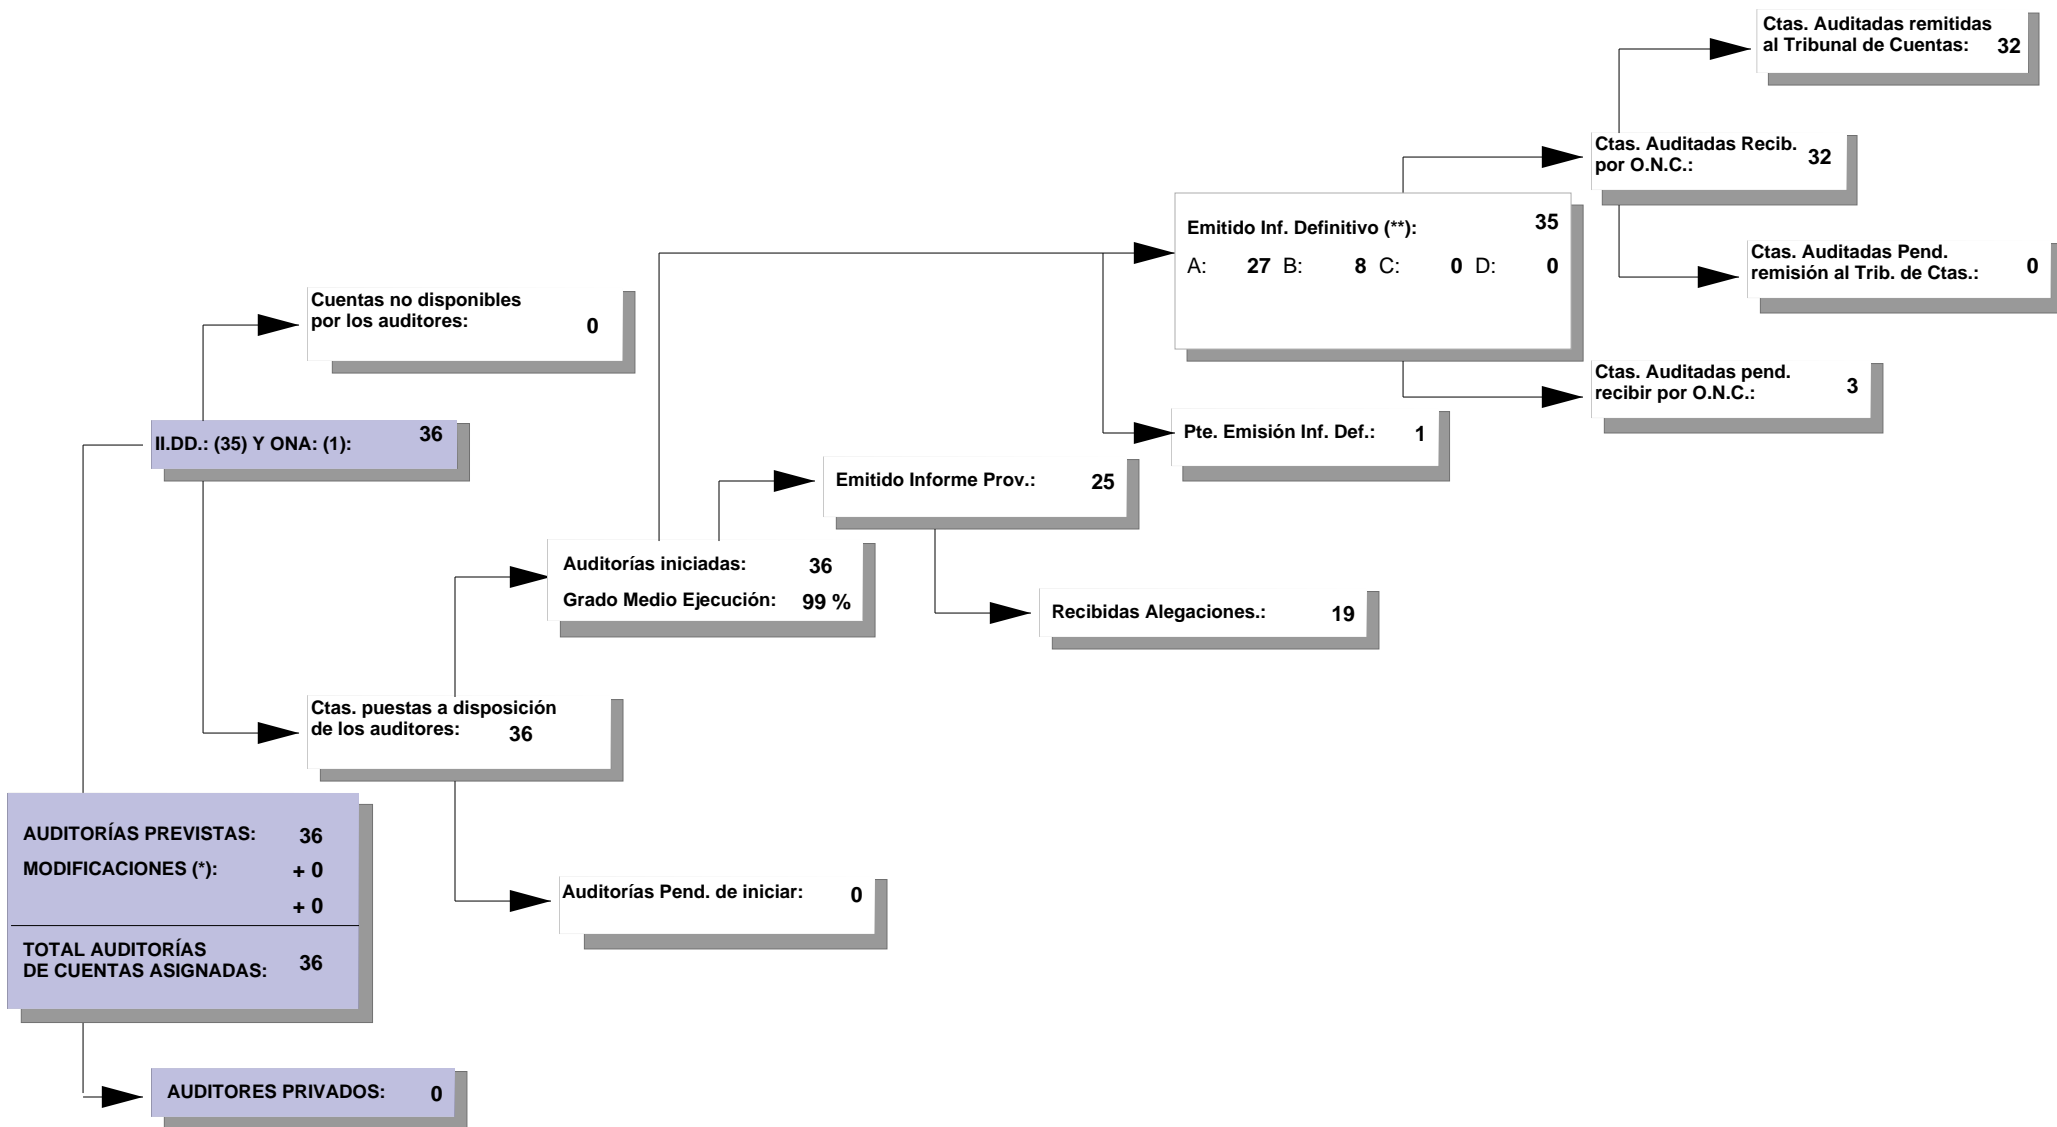 Ctas. Auditadas remitidas
al Tribunal de Cuentas: 32
Ctas. Auditadas Recib.
por O.N.C.: 32
Emitido Inf. Definitivo (**): 35
A: 27 B: 8 C: 0 D: 0
Ctas. Auditadas Pend.
remisión al Trib. de Ctas.: 0
Cuentas no disponibles
por los auditores: 0
Ctas. Auditadas pend.
recibir por O.N.C.: 3
II.DD.: (35) Y ONA: (1): 36
Pte. Emisión Inf. Def.: 1
Emitido Informe Prov.: 25
Auditorías iniciadas: 36
Grado Medio Ejecución: 99 %
Recibidas Alegaciones.: 19
Ctas. puestas a disposición
de los auditores: 36
AUDITORÍAS PREVISTAS: 36
MODIFICACIONES (*): + 0
+ 0
Auditorías Pend. de iniciar: 0
TOTAL AUDITORÍAS
DE CUENTAS ASIGNADAS: 36
AUDITORES PRIVADOS: 0